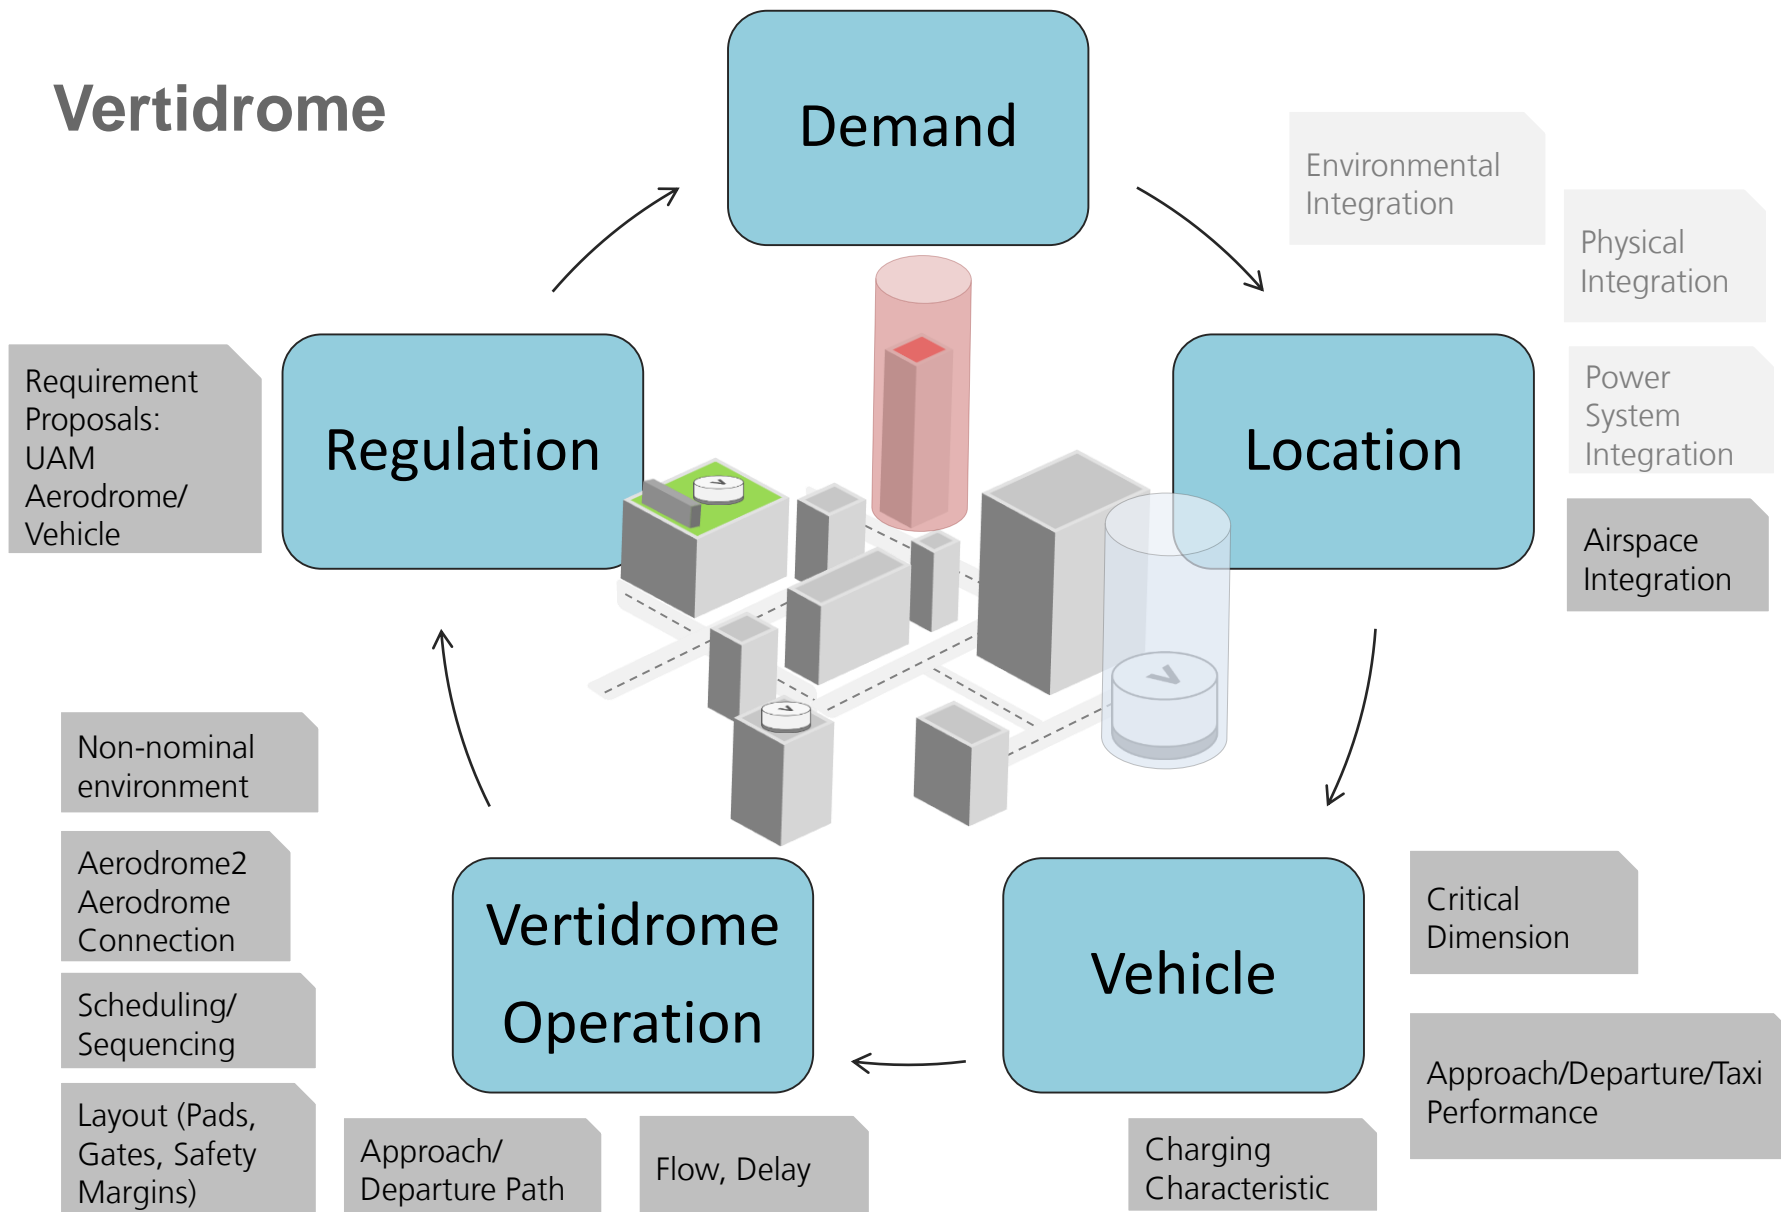 Vertidrome
Demand
Environmental
Integration
Physical
Integration
Power
System
Integration
Airspace
Integration
Location
Regulation
Requirement
Proposals:
UAM
Aerodrome/
Vehicle
V
V
V
Non-nominal
environment
Aerodrome2
Aerodrome
Connection
Scheduling/
Sequencing
Layout (Pads,
Gates, Safety
Margins)
Vertidrome
Operation
Approach/
Departure Path
Flow, Delay
Vehicle
Critical
Dimension
Approach/Departure/Taxi
Performance
Charging
Characteristic